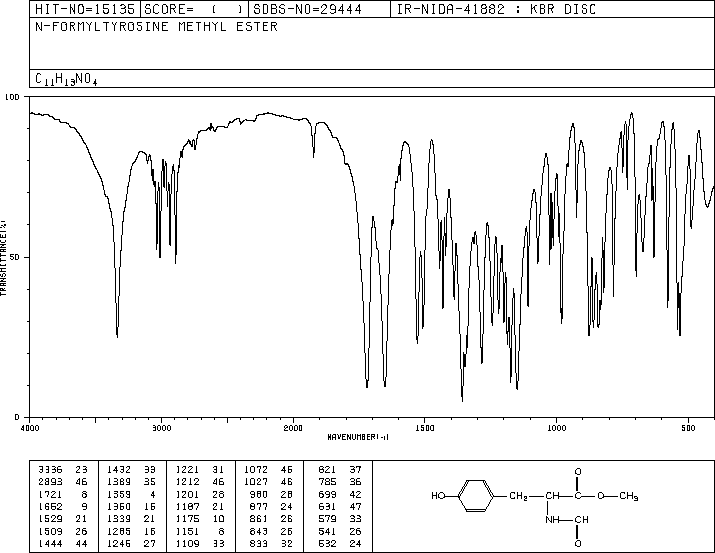 HIT-NO=15135 SCORE= ( ) SDBS-NO=29444 IR-NIDA-41882 : KBR DISC
N-FORMYLTYROSINE METHYL ESTER
C11H13NO4
100
50
0
TRANSMITTANCE(%)
4000 3000 2000 1500 1000 500
WAVENUMBER(-1)
3336 23 1432 39 1221 31 1072 46 821 37
2893 46 1389 35 1212 46 1027 46 785 36
1721 8 1359 4 1201 28 980 28 699 42
1652 9 1350 16 1187 21 877 24 631 47
1529 21 1339 21 1175 10 861 26 579 33
1509 26 1285 16 1151 8 843 26 541 26
1444 44 1246 27 1109 33 833 32 532 24
O
HO CH2 CH C O CH3
NH CH
O